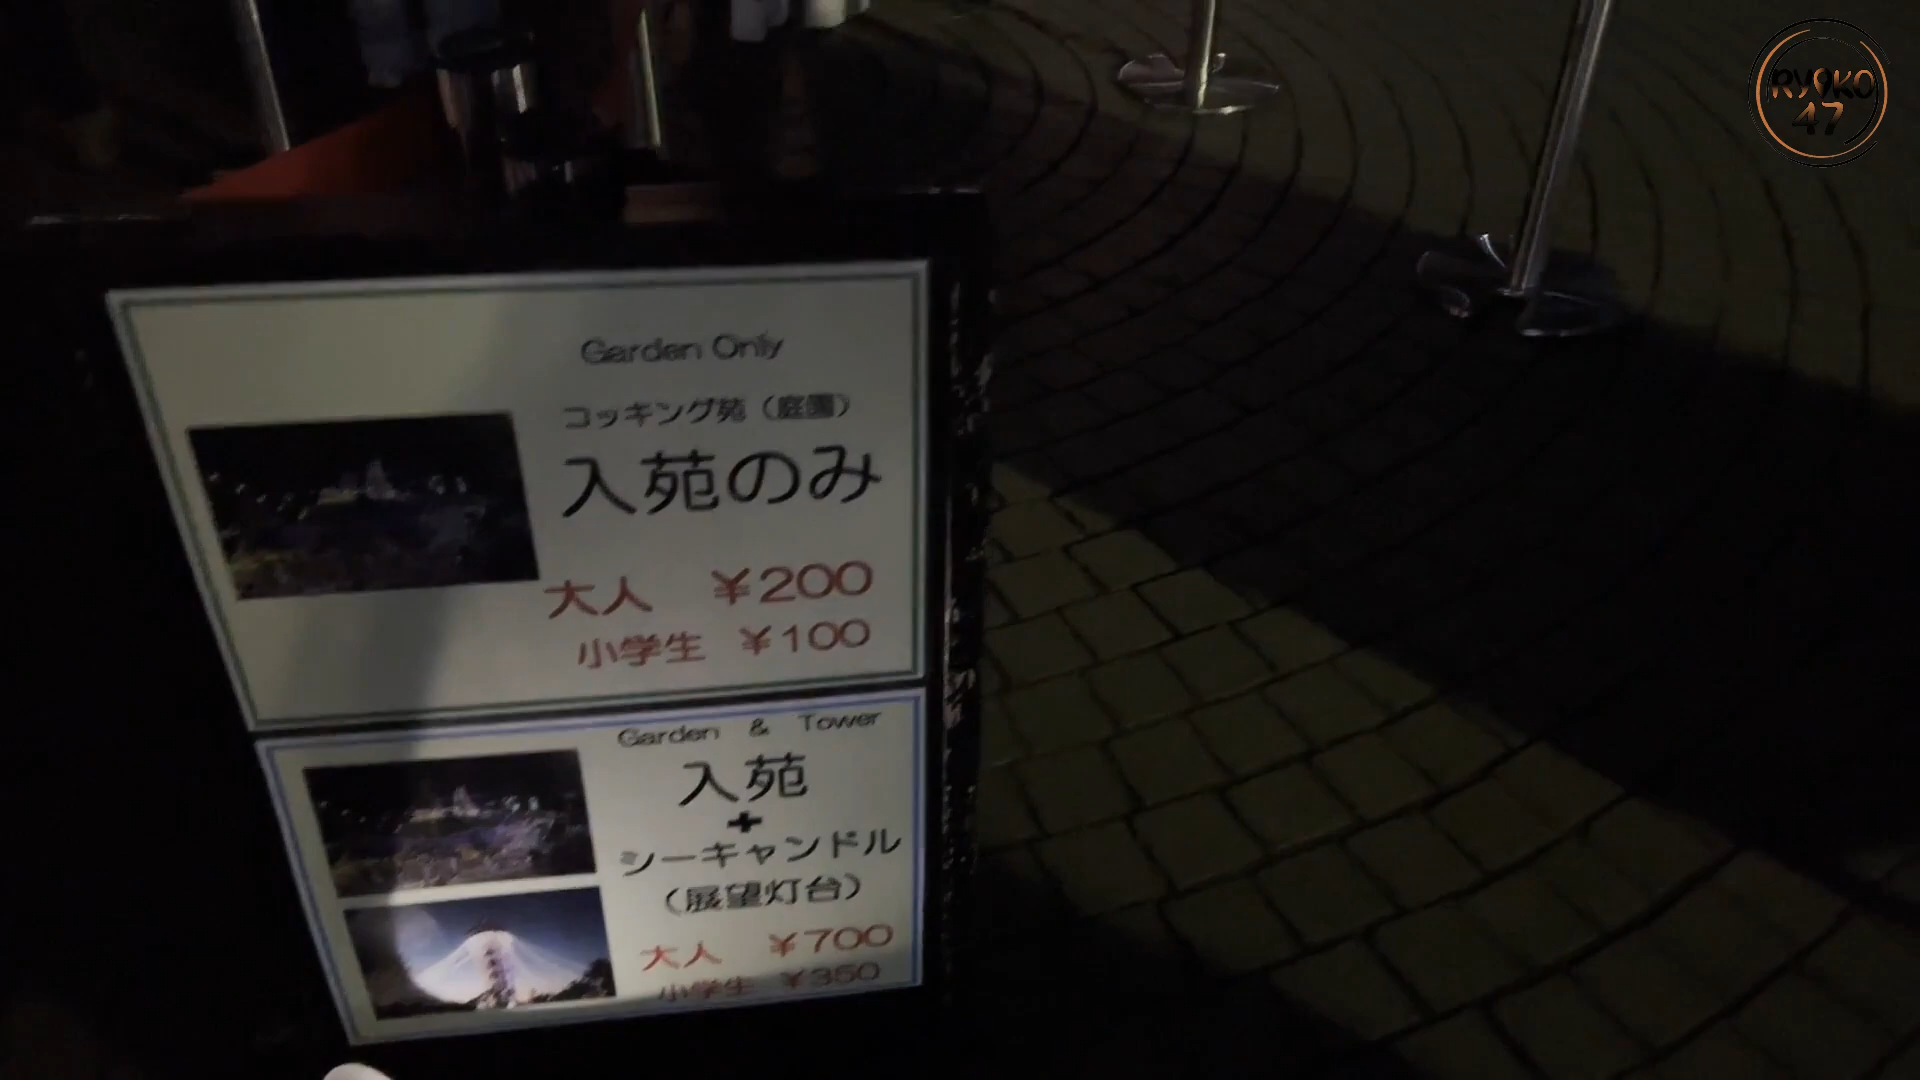 RYOKO
47
Garden Only
コッキング苑（庭園）
入苑のみ
大人 ¥200
小学生 ¥100
Garden & Tower
入苑
+
シーキャンドル
（展望灯台）
大人 ¥700
小学生 ¥350